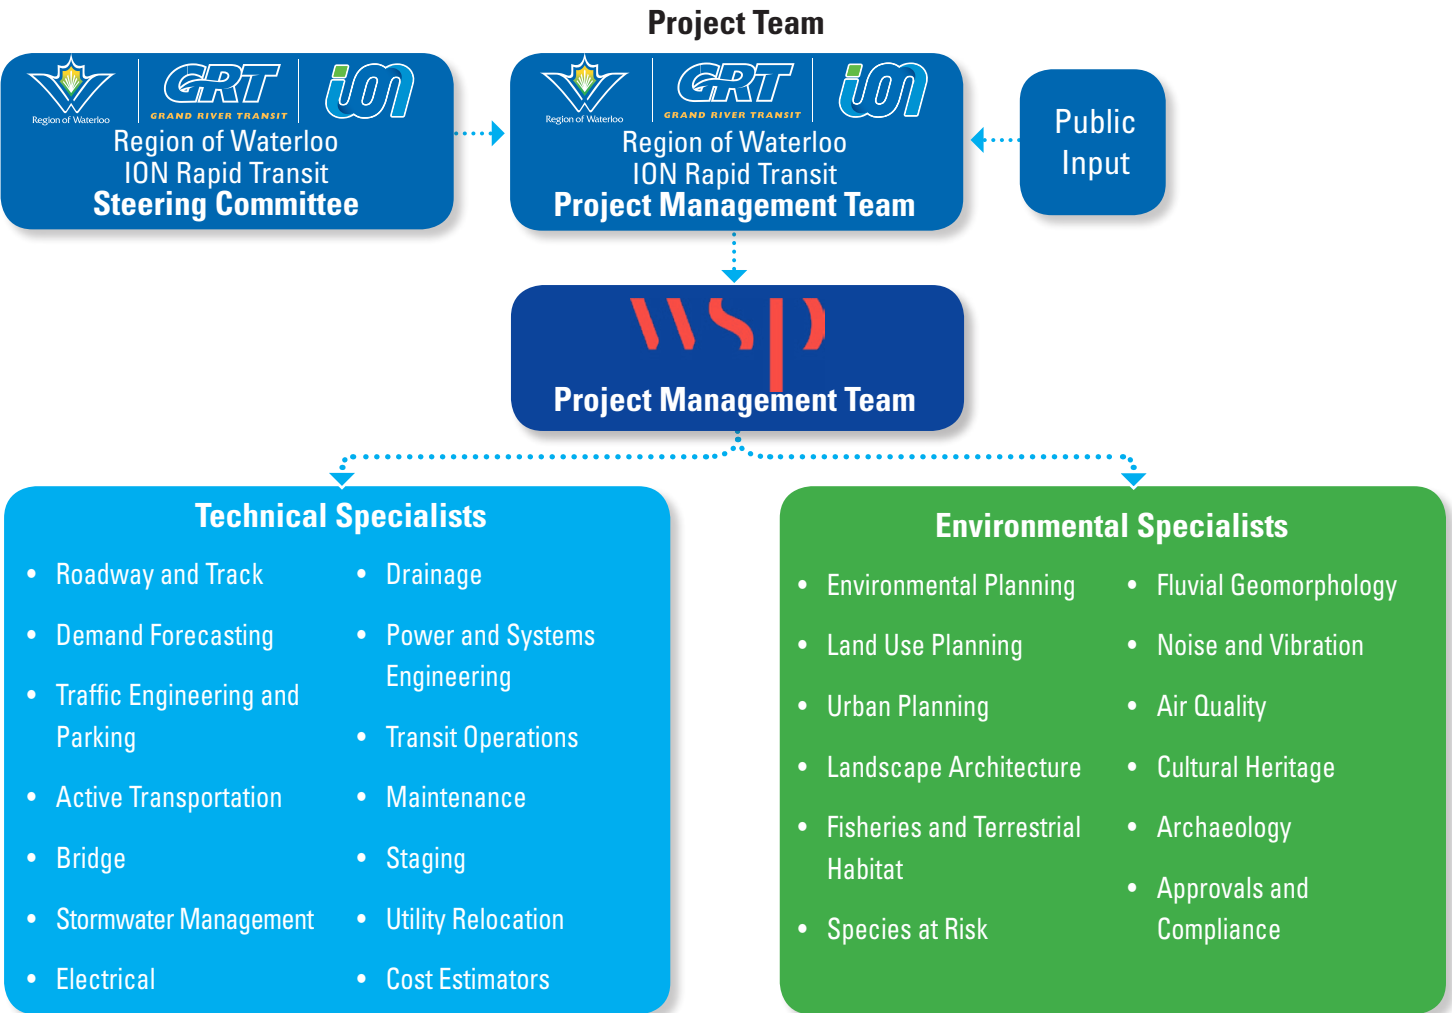 Project Team
Region of Waterloo
GRT
GRAND RIVER TRANSIT
ion
Region of Waterloo
ION Rapid Transit
Steering Committee
Region of Waterloo
GRT
GRAND RIVER TRANSIT
ion
Region of Waterloo
ION Rapid Transit
Project Management Team
Public
Input
wsp
Project Management Team
Technical Specialists
• Roadway and Track
• Demand Forecasting
• Traffic Engineering and
Parking
• Active Transportation
• Bridge
• Stormwater Management
• Electrical
• Drainage
• Power and Systems
Engineering
• Transit Operations
• Maintenance
• Staging
• Utility Relocation
• Cost Estimators
Environmental Specialists
• Environmental Planning
• Land Use Planning
• Urban Planning
• Landscape Architecture
• Fisheries and Terrestrial
Habitat
• Species at Risk
• Fluvial Geomorphology
• Noise and Vibration
• Air Quality
• Cultural Heritage
• Archaeology
• Approvals and
Compliance